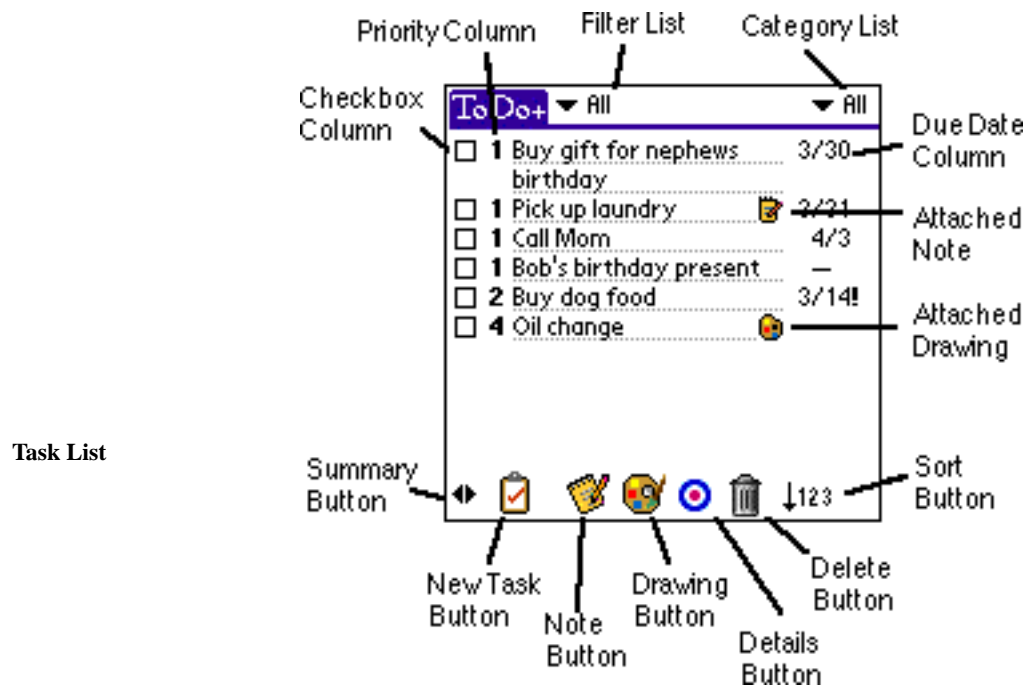 Priority Column
Filter List
Category List
Checkbox
Column
ToDo+
All
All
Due Date
Column
1 Buy gift for nephews 3/30
birthday
1 Pick up laundry 3/31
Attached
Note
1 Call Mom 4/3
1 Bob's birthday present –
2 Buy dog food 3/14!
4 Oil change
Attached
Drawing
Task List
Summary
Button
123
Sort
Button
New Task
Button
Note
Button
Drawing
Button
Details
Button
Delete
Button